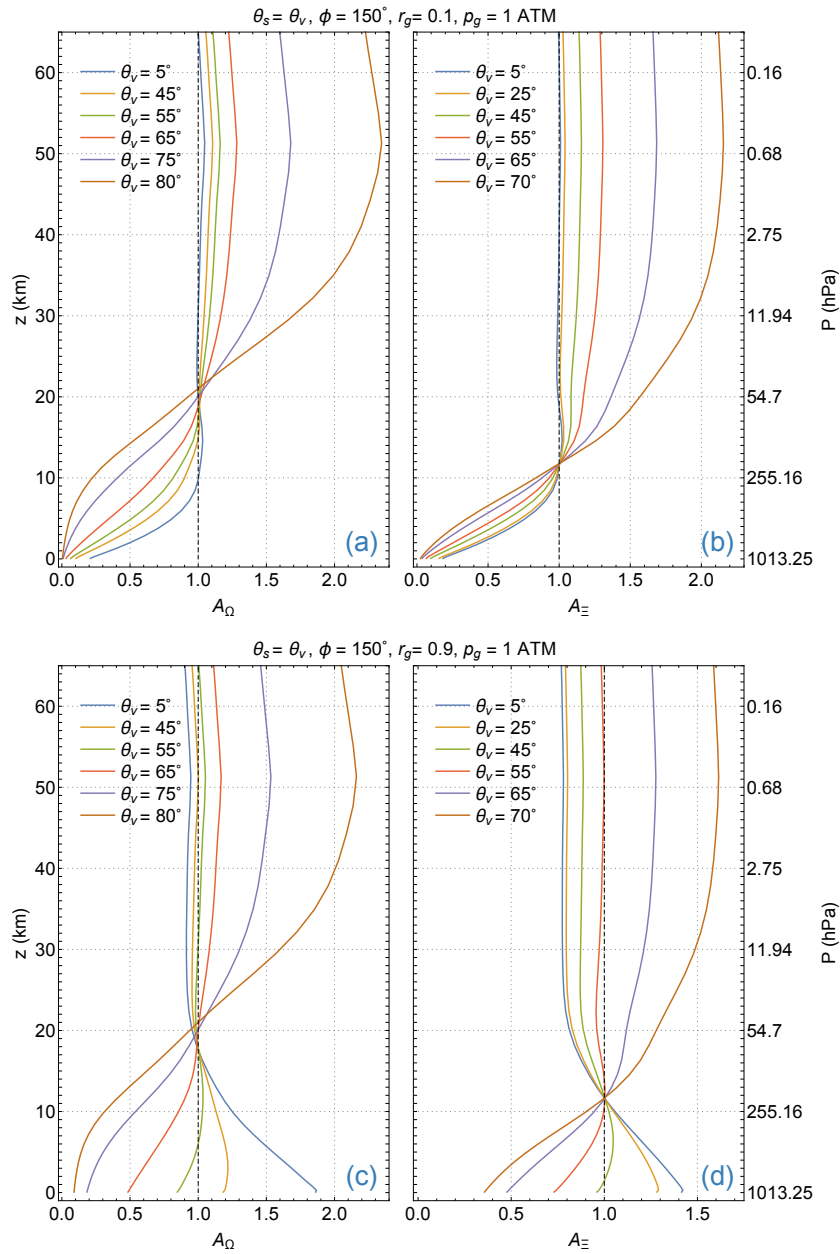 θs = θv, ϕ = 150°, rg = 0.1, pg = 1 ATM
θv = 5°
θv = 45°
θv = 55°
θv = 65°
θv = 75°
θv = 80°
z (km)
60
50
40
30
20
10
0
0.0 0.5 1.0 1.5 2.0
AΩ
(a)
θv = 5°
θv = 25°
θv = 45°
θv = 55°
θv = 65°
θv = 70°
0.16
0.68
2.75
11.94
54.7
255.16
1013.25
P (hPa)
0.0 0.5 1.0 1.5 2.0
AΞ
(b)
θs = θv, ϕ = 150°, rg = 0.9, pg = 1 ATM
θv = 5°
θv = 45°
θv = 55°
θv = 65°
θv = 75°
θv = 80°
z (km)
60
50
40
30
20
10
0
0.0 0.5 1.0 1.5 2.0
AΩ
(c)
θv = 5°
θv = 25°
θv = 45°
θv = 55°
θv = 65°
θv = 70°
0.16
0.68
2.75
11.94
54.7
255.16
1013.25
P (hPa)
0.0 0.5 1.0 1.5
AΞ
(d)